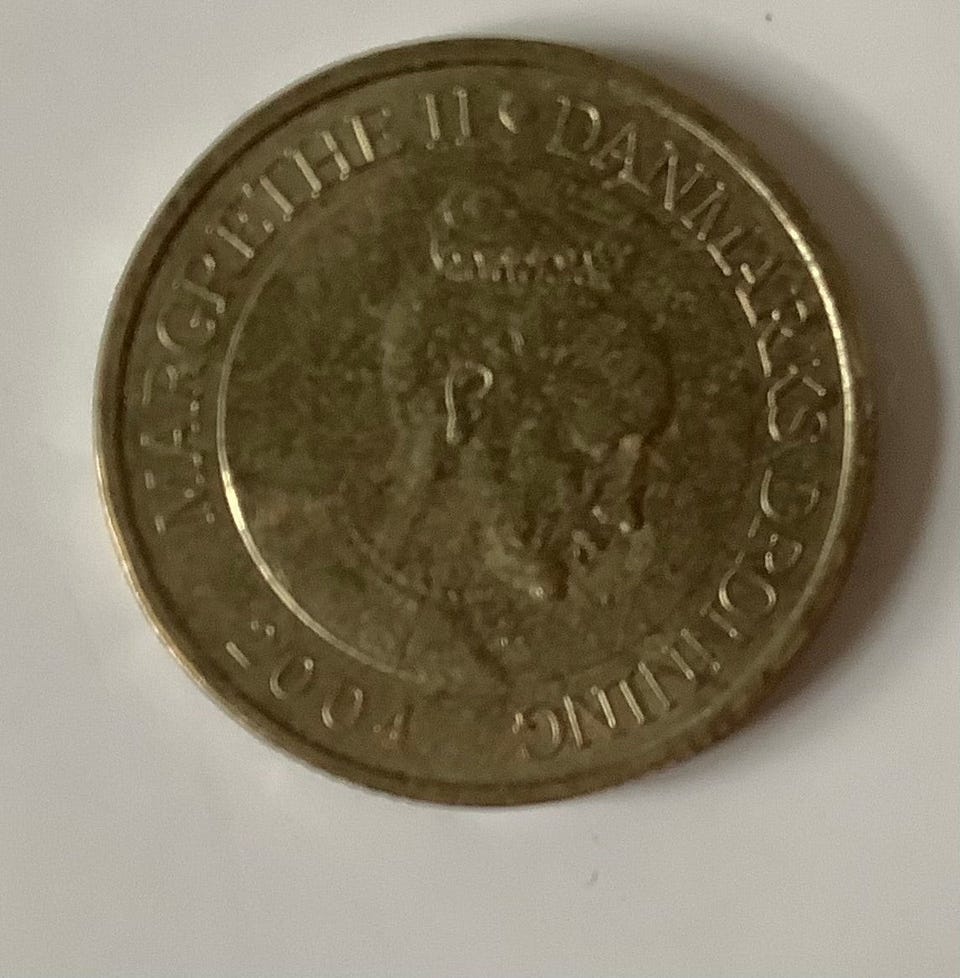 MARGRETHE II DANMARKS DRONNING
2004